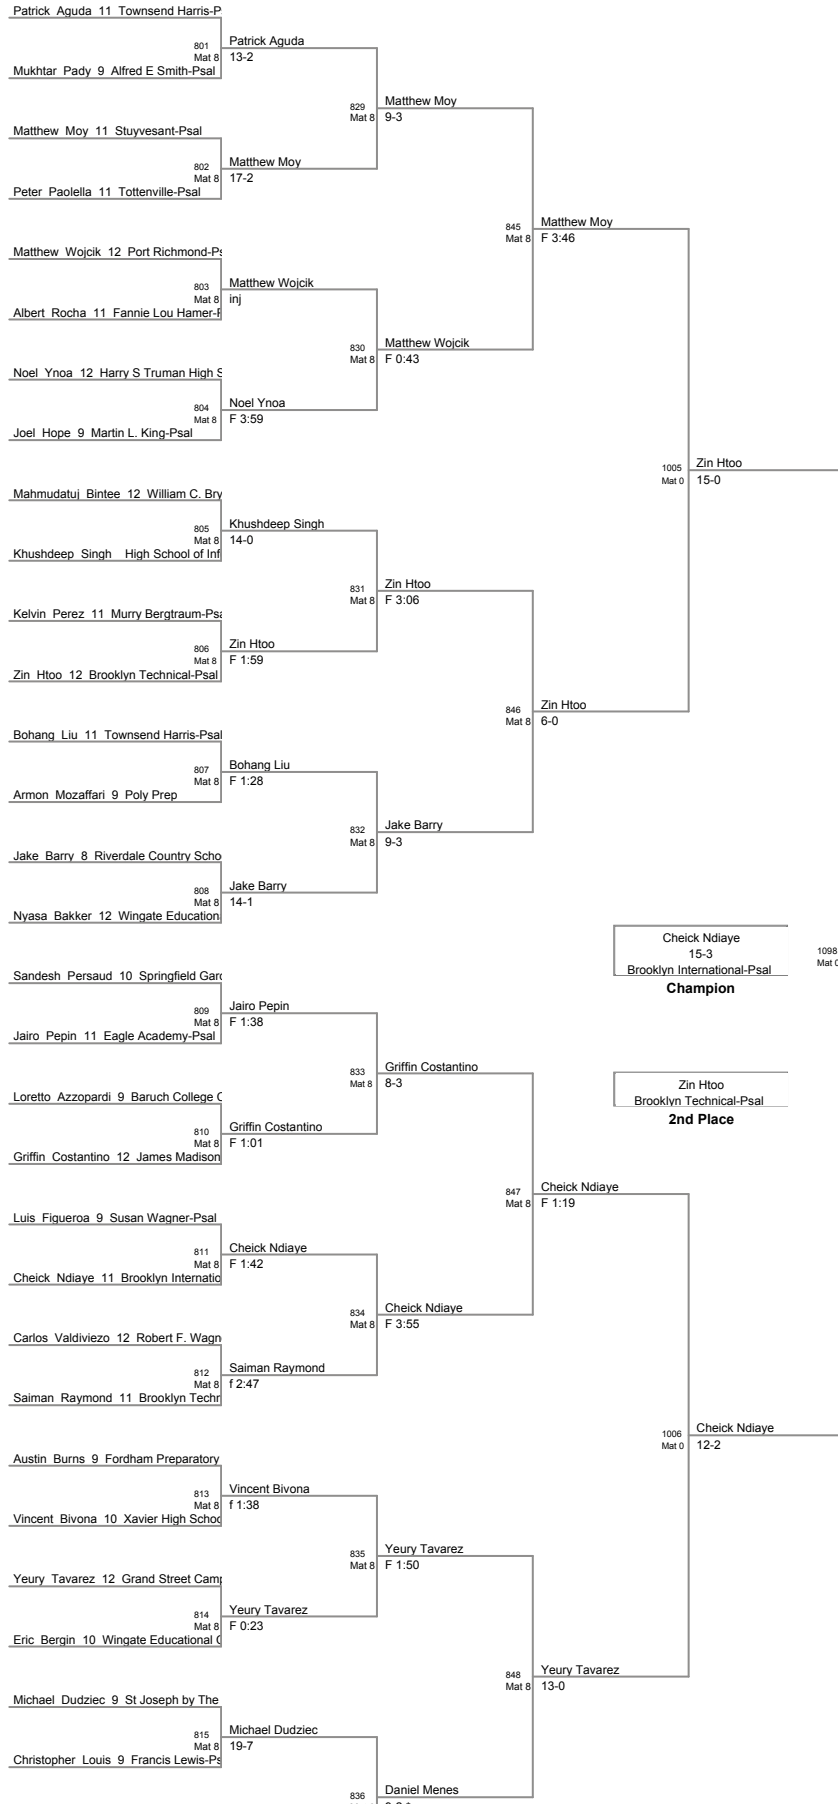 Patrick Aguda 11 Townsend Harris-P
801 Patrick Aguda
Mat 8 13-2
Mukhtar Pady 9 Alfred E Smith-Psal
829 Matthew Moy
Mat 8 9-3
Matthew Moy 11 Stuyvesant-Psal
802 Matthew Moy
Mat 8 17-2
Peter Paolella 11 Tottenville-Psal
845 Matthew Moy
Mat 8 F 3:46
Matthew Wojcik 12 Port Richmond-Ps
803 Matthew Wojcik
Mat 8 inj
Albert Rocha 11 Fannie Lou Hamer-P
830 Matthew Wojcik
Mat 8 F 0:43
Noel Ynoa 12 Harry S Truman High S
804 Noel Ynoa
Mat 8 F 3:59
Joel Hope 9 Martin L. King-Psal
1005 Zin Htoo
Mat 0 15-0
Mahmudatuj Bintee 12 William C. Bry
805 Khushdeep Singh
Mat 8 14-0
Khushdeep Singh High School of Inf
831 Zin Htoo
Mat 8 F 3:06
Kelvin Perez 11 Murry Bergtraum-Psa
806 Zin Htoo
Mat 8 F 1:59
Zin Htoo 12 Brooklyn Technical-Psal
846 Zin Htoo
Mat 8 6-0
Bohang Liu 11 Townsend Harris-Psal
807 Bohang Liu
Mat 8 F 1:28
Armon Mozaffari 9 Poly Prep
832 Jake Barry
Mat 8 9-3
Jake Barry 8 Riverdale Country Scho
808 Jake Barry
Mat 8 14-1
Nyasa Bakker 12 Wingate Education
Cheick Ndiaye
15-3
Brooklyn International-Psal
Champion
1098
Mat 0
Sandesh Persaud 10 Springfield Gard
809 Jairo Pepin
Mat 8 F 1:38
Jairo Pepin 11 Eagle Academy-Psal
833 Griffin Costantino
Mat 8 8-3
Zin Htoo
Brooklyn Technical-Psal
2nd Place
Loretto Azzopardi 9 Baruch College C
810 Griffin Costantino
Mat 8 F 1:01
Griffin Costantino 12 James Madison
847 Cheick Ndiaye
Mat 8 F 1:19
Luis Figueroa 9 Susan Wagner-Psal
811 Cheick Ndiaye
Mat 8 F 1:42
Cheick Ndiaye 11 Brooklyn Internatio
834 Cheick Ndiaye
Mat 8 F 3:55
Carlos Valdiviezo 12 Robert F. Wagn
812 Saiman Raymond
Mat 8 f 2:47
Saiman Raymond 11 Brooklyn Techn
1006 Cheick Ndiaye
Mat 0 12-2
Austin Burns 9 Fordham Preparatory
813 Vincent Bivona
Mat 8 f 1:38
Vincent Bivona 10 Xavier High Schoo
835 Yeury Tavarez
Mat 8 F 1:50
Yeury Tavarez 12 Grand Street Camp
814 Yeury Tavarez
Mat 8 F 0:23
Eric Bergin 10 Wingate Educational C
848 Yeury Tavarez
Mat 8 13-0
Michael Dudziec 9 St Joseph by The
815 Michael Dudziec
Mat 8 19-7
Christopher Louis 9 Francis Lewis-Ps
836 Daniel Menes